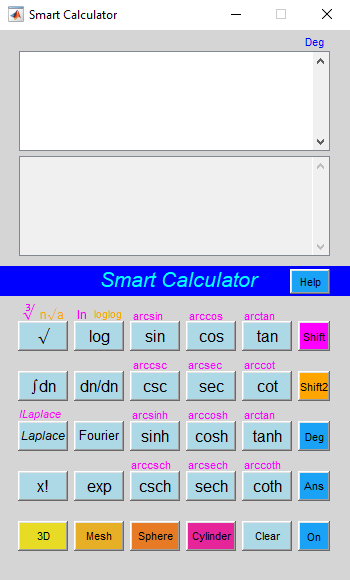 Smart Calculator
Deg
Smart Calculator Help
3√ n√a ln loglog arcsin arccos arctan
√ log sin cos tan Shift
arccsc arcsec arccot
∫dn dn/dn csc sec cot Shift2
ILaplace arcsinh arccosh arctan
Laplace Fourier sinh cosh tanh Deg
arccsch arcsech arccoth
x! exp csch sech coth Ans
3D Mesh Sphere Cylinder Clear On